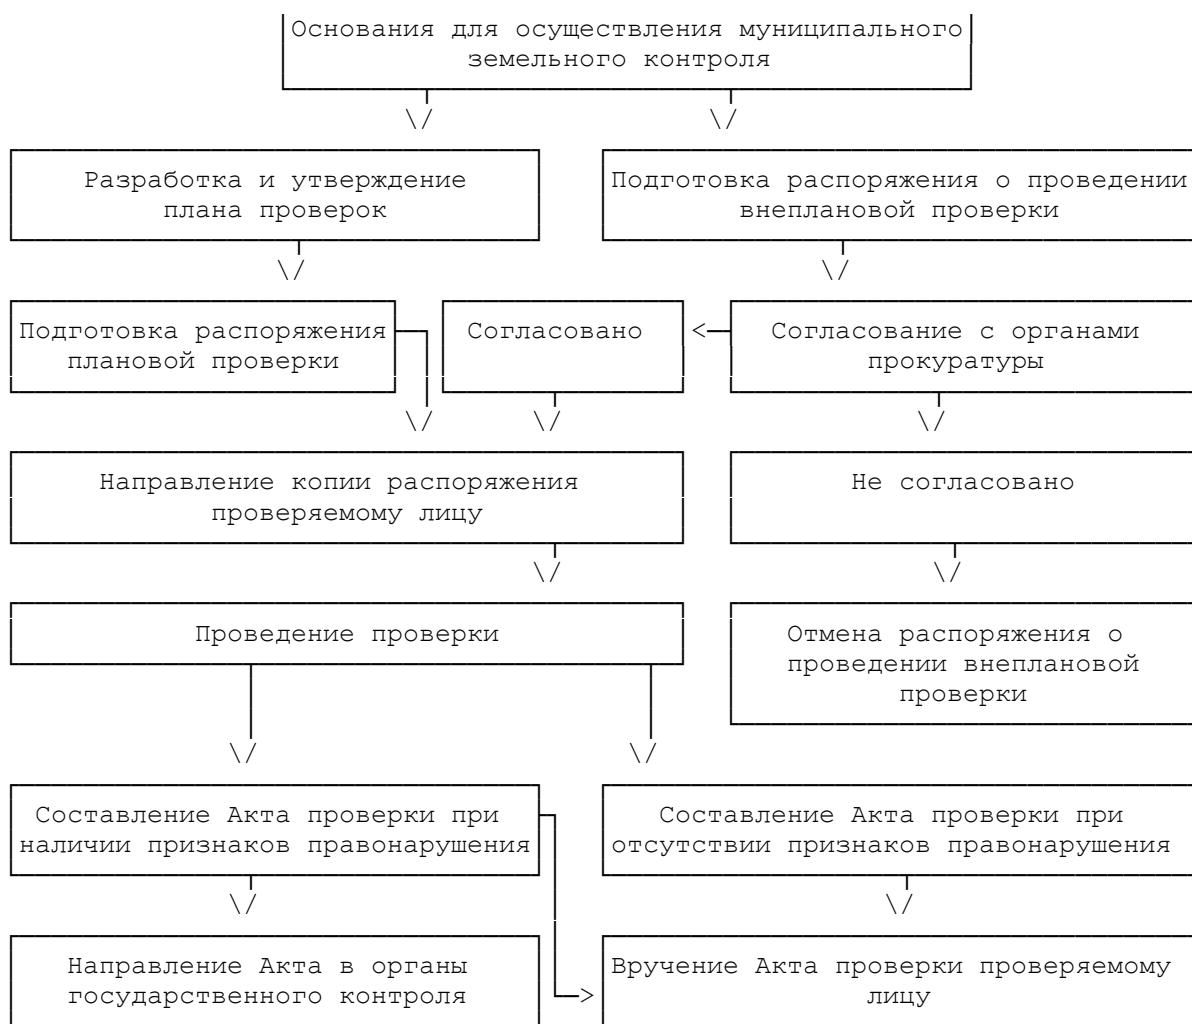 Основания для осуществления муниципального
земельного контроля
Разработка и утверждение
плана проверок
Подготовка распоряжения о проведении
внеплановой проверки
Подготовка распоряжения
плановой проверки
Согласовано
Согласование с органами
прокуратуры
Направление копии распоряжения
проверяемому лицу
Не согласовано
Проведение проверки
Отмена распоряжения о
проведении внеплановой
проверки
Составление Акта проверки при
наличии признаков правонарушения
Составление Акта проверки при
отсутствии признаков правонарушения
Направление Акта в органы
государственного контроля
Вручение Акта проверки проверяемому
лицу